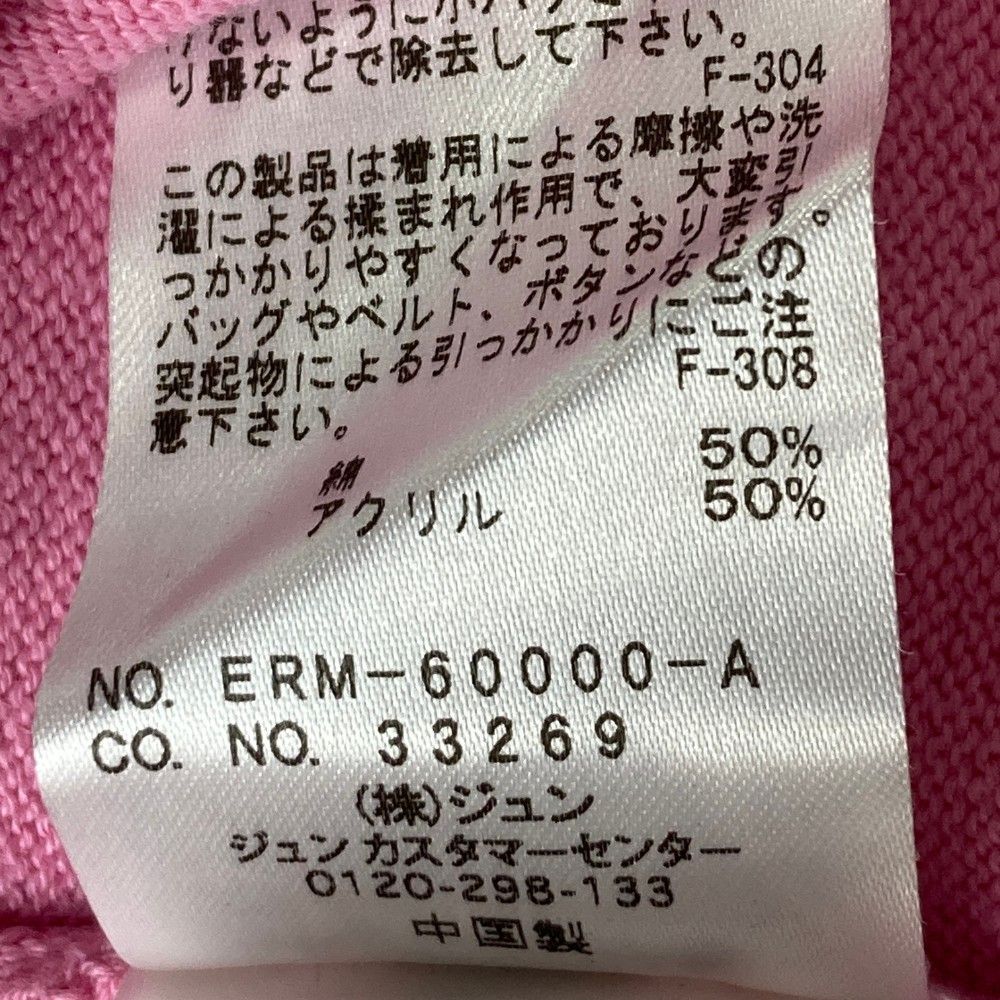 けないように
り器などで除去して下さい。
F-304
この製品は着用による摩擦や洗
濯による揉まれ作用で、大変引
っかかりやすくなっております。
バッグやベルト、ボタンなどの
突起物による引っかかりにご注
意下さい。
F-308
綿 50%
アクリル 50%
NO. ERM-60000-A
CO. NO. 33269
(株)ジュン
ジュン カスタマーセンター
0120-298-133
中国製